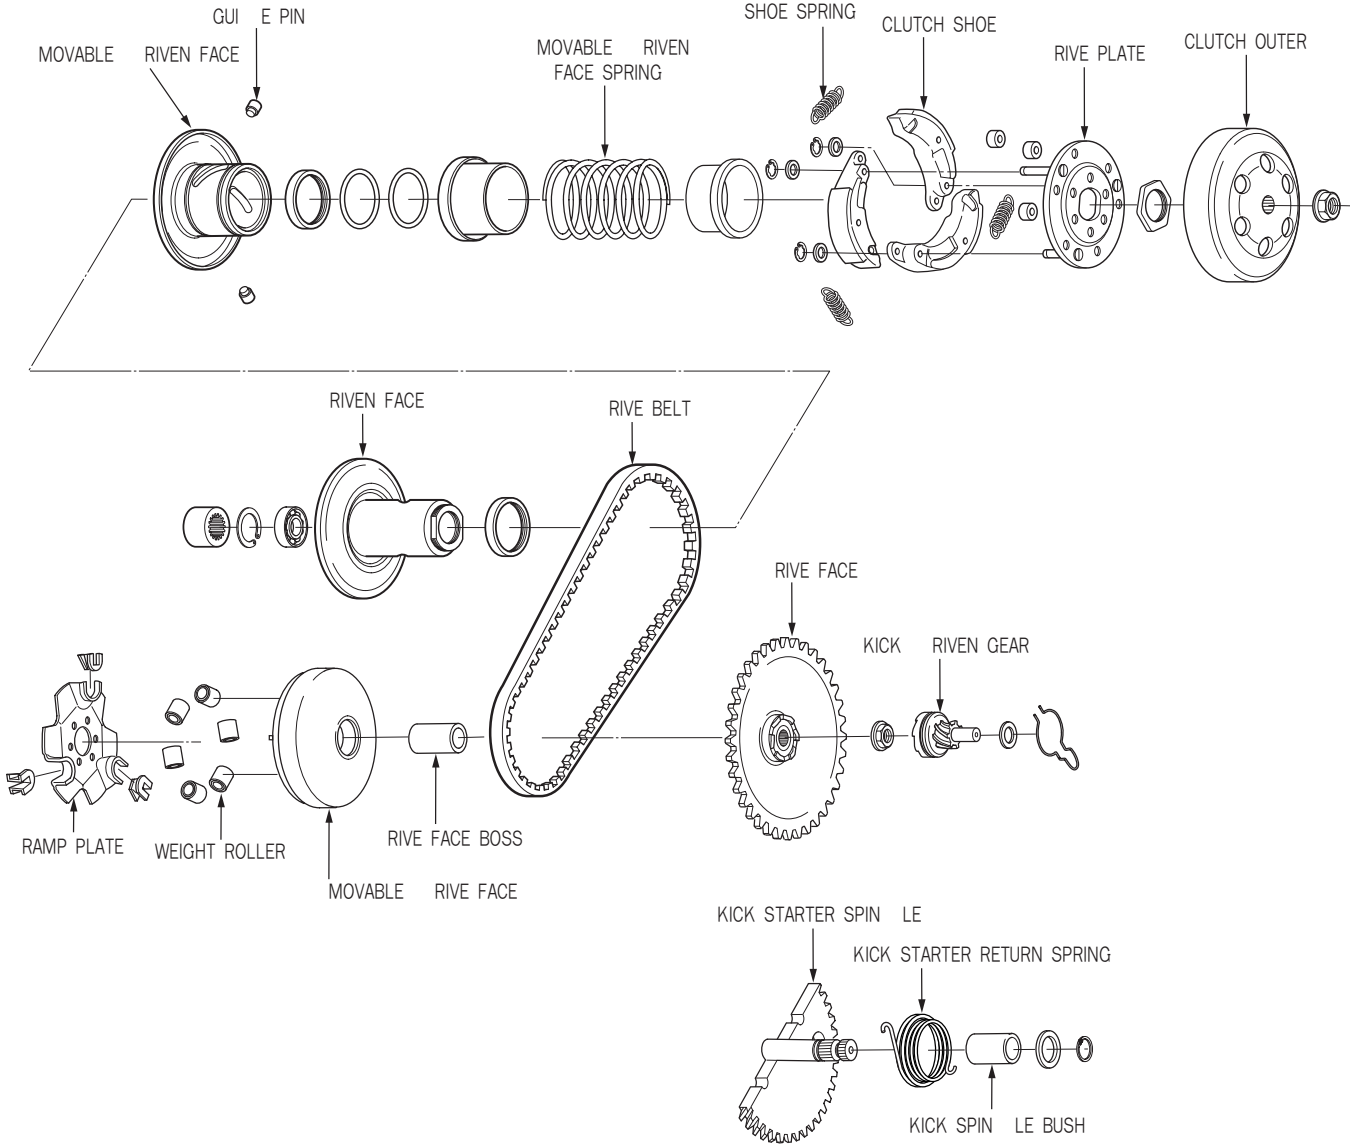 GUI E PIN
MOVABLE RIVEN FACE
MOVABLE RIVEN
FACE SPRING
SHOE SPRING
CLUTCH SHOE
RIVE PLATE
CLUTCH OUTER
RIVEN FACE
RIVE BELT
RIVE FACE
KICK RIVEN GEAR
RAMP PLATE
WEIGHT ROLLER
RIVE FACE BOSS
MOVABLE RIVE FACE
KICK STARTER SPIN LE
KICK STARTER RETURN SPRING
KICK SPIN LE BUSH